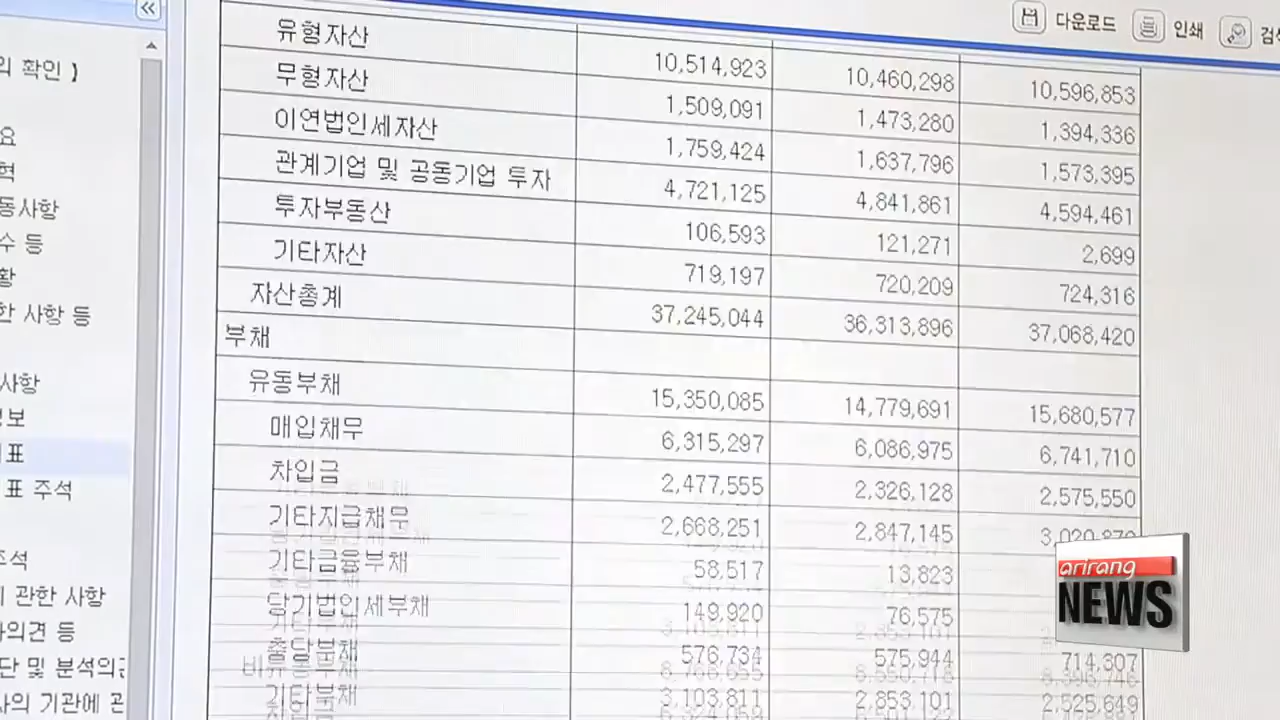 다운로드 인쇄
유형자산 10,514,923 10,460,298 10,596,853
무형자산 1,509,091 1,473,280 1,394,336
이연법인세자산 1,759,424 1,637,796 1,573,395
관계기업 및 공동기업 투자 4,721,125 4,841,861 4,594,461
투자부동산 106,593 121,271 2,699
기타자산 719,197 720,209 724,316
자산총계 37,245,044 36,313,896 37,068,420
부채
유동부채 15,350,085 14,779,691 15,680,577
매입채무 6,315,297 6,086,975 6,741,710
차입금 2,477,555 2,326,128 2,575,550
기타지급채무 2,668,251 2,847,145
기타금융부채 58,517 13,823
당기법인세부채 149,920 76,575
충당부채 576,734 575,944 714,307
기타부채 3,103,811 2,853,101 2,525,649
확인 )
사항 등
표 주석
관한 사항
등
및
기관에
arirang
NEWS